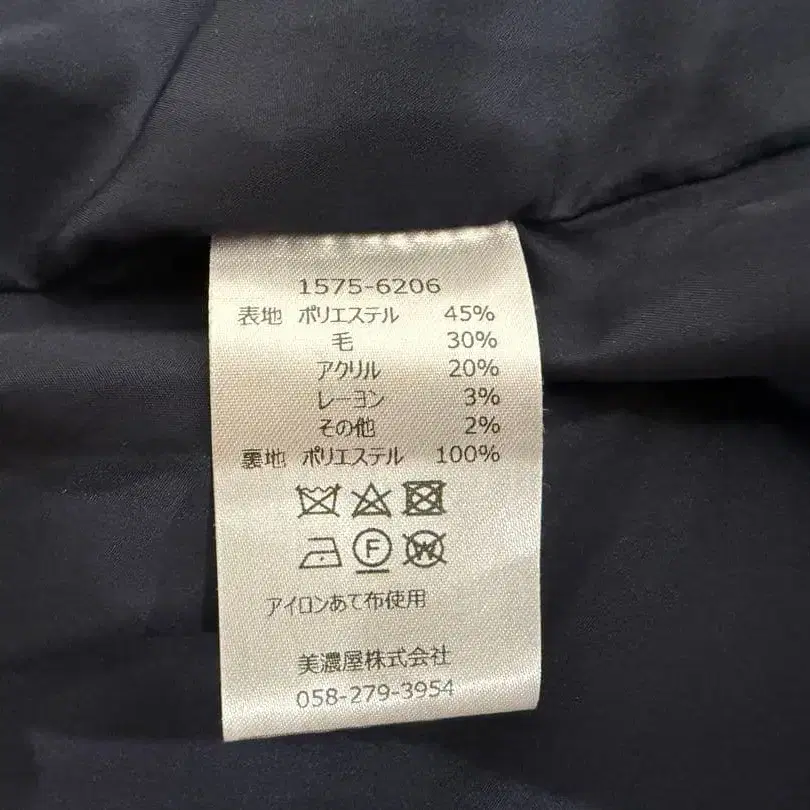 1575-6206
表地 ポリエステル 45%
毛 30%
アクリル 20%
レーヨン 3%
その他 2%
裏地 ポリエステル 100%
F W
アイロンあて布使用
美濃屋株式会社
058-279-3954